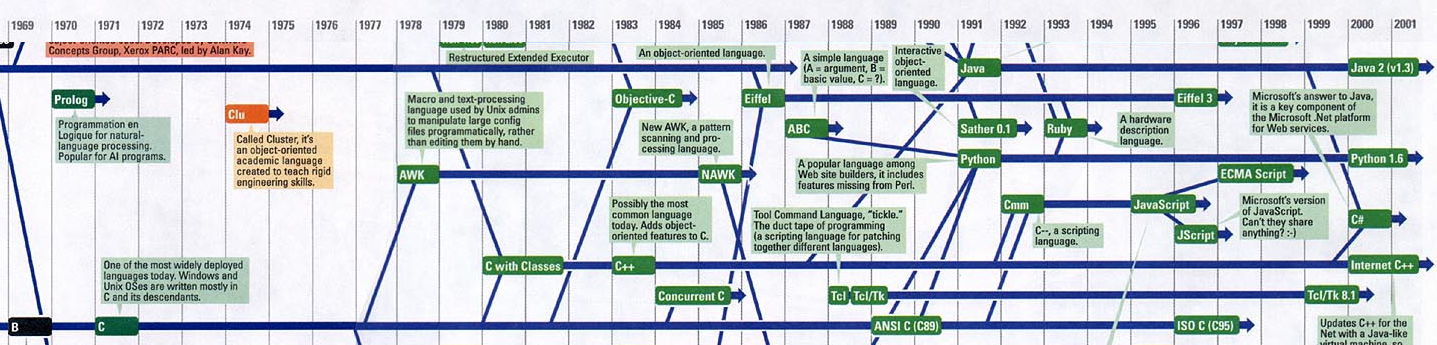 1969 1970 1971 1972 1973 1974 1975 1976 1977 1978 1979 1980 1981 1982 1983 1984 1985 1986 1987 1988 1989 1990 1991 1992 1993 1994 1995 1996 1997 1998 1999 2000 2001
Concepts Group, Xerox PARC, led by Alan Kay.
Restructured Extended Executor
An object-oriented language.
A simple language
(A = argument, B =
basic value, C = ?).
Interactive
object-
oriented
language.
Java
Java 2 (v1.3)
Prolog
Programmation en
Logique for natural-
language processing.
Popular for AI programs.
Clu
Called Cluster, it's
an object-oriented
academic language
created to teach rigid
engineering skills.
Macro and text-processing
language used by Unix admins
to manipulate large config
files programmatically, rather
than editing them by hand.
Objective-C
Eiffel
Eiffel 3
Microsoft's answer to Java,
it is a key component of
the Microsoft .Net platform
for Web services.
New AWK, a pattern
scanning and pro-
cessing language.
ABC
Sather 0.1
Ruby
A hardware
description
language.
Python
Python 1.6
A popular language among
Web site builders, it includes
features missing from Perl.
AWK
NAWK
ECMA Script
Possibly the most
common language
today. Adds object-
oriented features to C.
Tool Command Language, "tickle."
The duct tape of programming
(a scripting language for patching
together different languages).
Cmm
C--, a scripting
language.
JavaScript
JScript
Microsoft's version
of JavaScript.
Can't they share
anything? :-)
C#
One of the most widely deployed
languages today. Windows and
Unix OSes are written mostly in
C and its descendants.
C with Classes
C++
Internet C++
Concurrent C
Tcl
Tcl/Tk
Tcl/Tk 8.1
B
C
ANSI C (C89)
ISO C (C95)
Updates C++ for the
Net with a Java-like
virtual machine, so